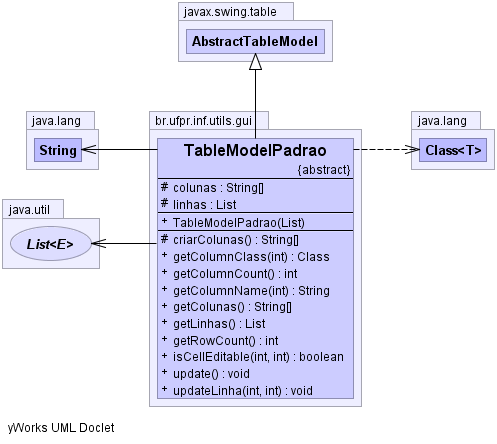 javax.swing.table
AbstractTableModel
java.lang
String
br.ufpr.inf.utils.gui
java.lang
Class<T>
java.util
List<E>
TableModelPadrao
{abstract}
# colunas : String[]
# linhas : List
+ TableModelPadrao(List)
# criarColunas() : String[]
+ getColumnClass(int) : Class
+ getColumnCount() : int
+ getColumnName(int) : String
+ getColunas() : String[]
+ getLinhas() : List
+ getRowCount() : int
+ isCellEditable(int, int) : boolean
+ update() : void
+ updateLinha(int, int) : void
yWorks UML Doclet